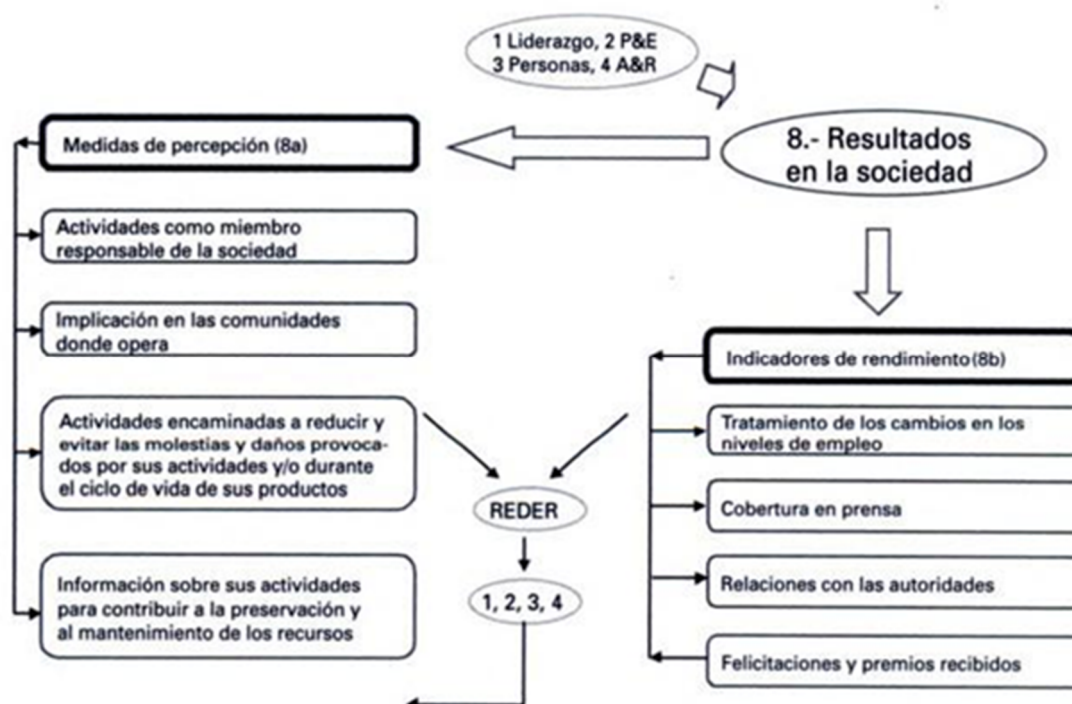 1 Liderazgo, 2 P&E
3 Personas, 4 A&R
8.- Resultados
en la sociedad
Medidas de percepción (8a)
Actividades como miembro
responsable de la sociedad
Implicación en las comunidades
donde opera
Actividades encaminadas a reducir y
evitar las molestias y daños provoca-
dos por sus actividades y/o durante
el ciclo de vida de sus productos
Información sobre sus actividades
para contribuir a la preservación y
al mantenimiento de los recursos
REDER
1, 2, 3, 4
Indicadores de rendimiento (8b)
Tratamiento de los cambios en los
niveles de empleo
Cobertura en prensa
Relaciones con las autoridades
Felicitaciones y premios recibidos